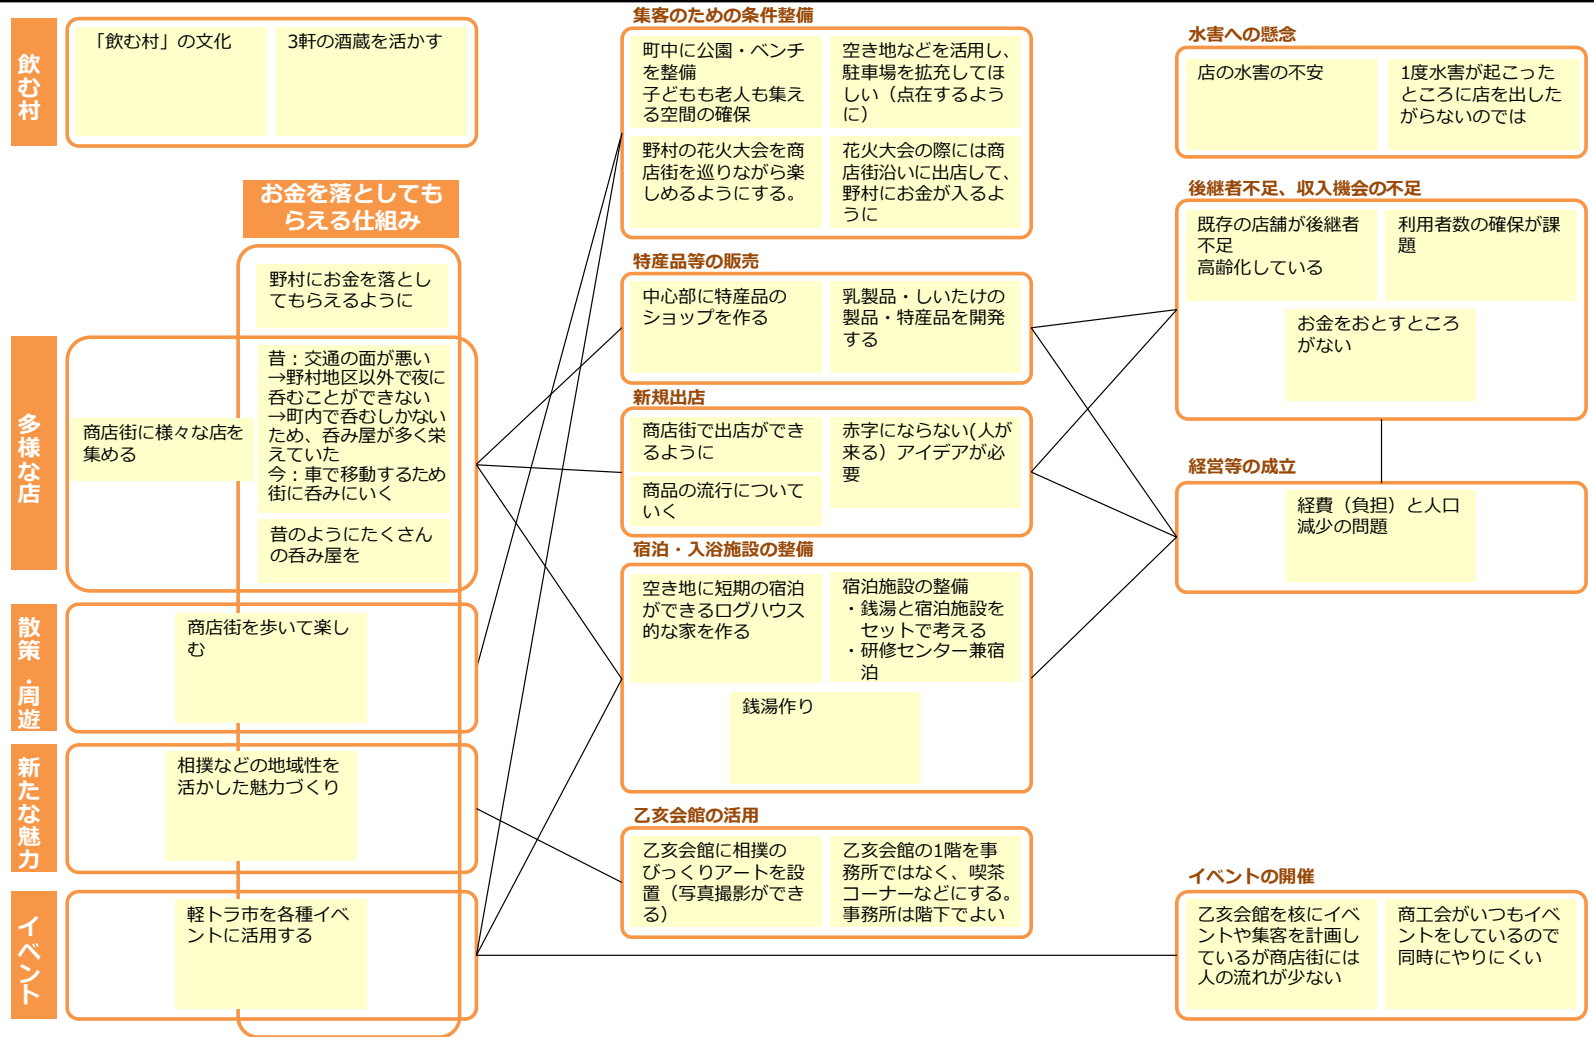 飲む村
「飲む村」の文化
3軒の酒蔵を活かす
お金を落としても
らえる仕組み
野村にお金を落とし
てもらえるように
多様な店
商店街に様々な店を
集める
昔：交通の面が悪い
→野村地区以外で夜に
呑むことができない
→町内で呑むしかない
ため、呑み屋が多く栄
えていた
今：車で移動するため
街に呑みにいく
昔のようにたくさん
の呑み屋を
散策・周遊
商店街を歩いて楽し
む
新たな魅力
相撲などの地域性を
活かした魅力づくり
イベント
軽トラ市を各種イベ
ントに活用する
集客のための条件整備
町中に公園・ベンチ
を整備
子どもも老人も集え
る空間の確保
空き地などを活用し、
駐車場を拡充してほ
しい（点在するよう
に）
野村の花火大会を商
店街を巡りながら楽
しめるようにする。
花火大会の際には商
店街沿いに出店して、
野村にお金が入るよ
うに
特産品等の販売
中心部に特産品の
ショップを作る
乳製品・しいたけの
製品・特産品を開発
する
新規出店
商店街で出店ができ
るように
赤字にならない(人が
来る）アイデアが必
要
商品の流行について
いく
宿泊・入浴施設の整備
空き地に短期の宿泊
ができるログハウス
的な家を作る
宿泊施設の整備
・銭湯と宿泊施設を
セットで考える
・研修センター兼宿
泊
銭湯作り
乙亥会館の活用
乙亥会館に相撲の
びっくりアートを設
置（写真撮影ができ
る）
乙亥会館の1階を事
務所ではなく、喫茶
コーナーなどにする。
事務所は階下でよい
水害への懸念
店の水害の不安
1度水害が起こった
ところに店を出した
がらないのでは
後継者不足、収入機会の不足
既存の店舗が後継者
不足
高齢化している
利用者数の確保が課
題
お金をおとすところ
がない
経営等の成立
経費（負担）と人口
減少の問題
イベントの開催
乙亥会館を核にイベ
ントや集客を計画し
ているが商店街には
人の流れが少ない
商工会がいつもイベ
ントをしているので
同時にやりにくい